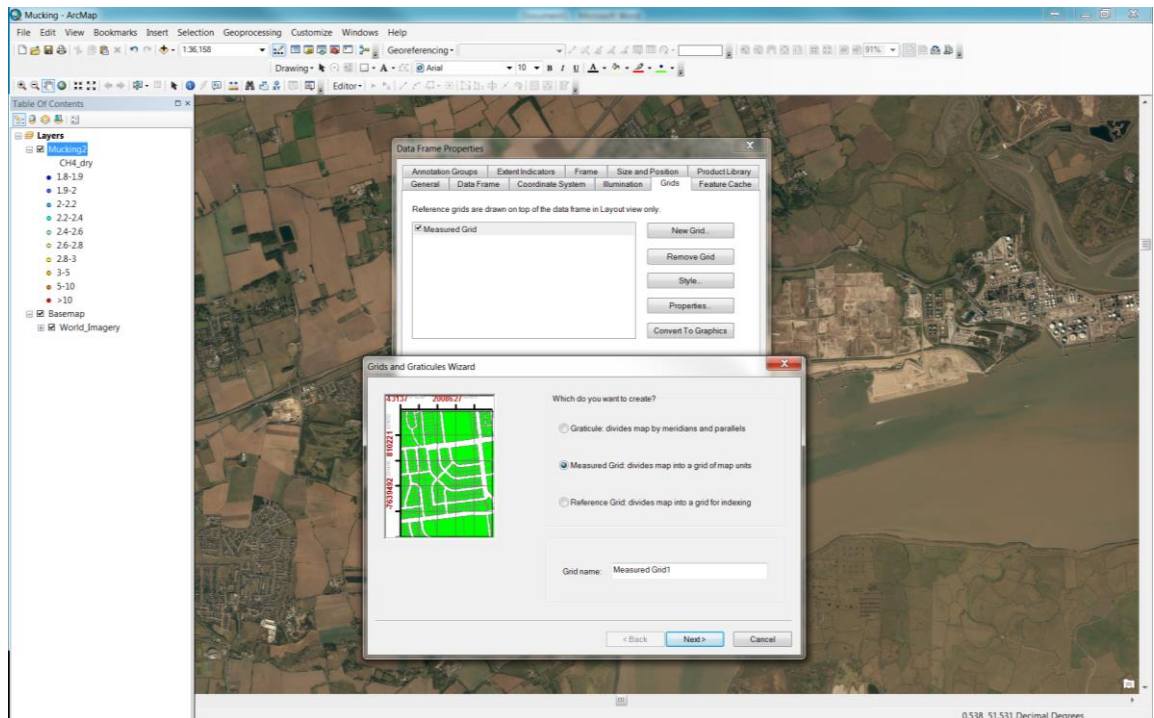 Mucking - ArcMap
File Edit View Bookmarks Insert Selection Geoprocessing Customize Windows Help
1:36,158
Georeferencing
91%
Drawing
A
Arial
10
B I U A
Editor
Table Of Contents
Layers
Mucking2
CH4_dry
1.8-1.9
1.9-2
2-2.2
2.2-2.4
2.4-2.6
2.6-2.8
2.8-3
3-5
5-10
>10
Basemap
World_Imagery
Data Frame Properties
Annotation Groups Extent Indicators Frame Size and Position Product Library
General Data Frame Coordinate System Illumination Grids Feature Cache
Reference grids are drawn on top of the data frame in Layout view only.
Measured Grid
New Grid...
Remove Grid
Style...
Properties...
Convert To Graphics
Grids and Graticules Wizard
2008627
810221
-7639492
Which do you want to create?
Graticule: divides map by meridians and parallels
Measured Grid: divides map into a grid of map units
Reference Grid: divides map into a grid for indexing
Grid name: Measured Grid1
< Back Next > Cancel
0.538 51.531 Decimal Degrees